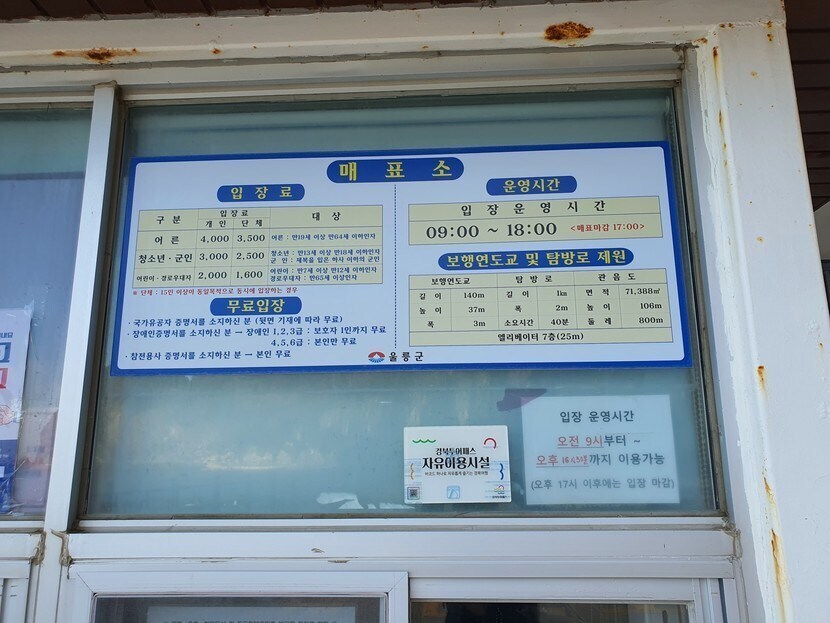 매표소
입장료
구분 입장료 대상
개인 단체
어른 4,000 3,500 어른 : 만19세 이상 만64세 이하인자
청소년·군인 3,000 2,500 청소년 : 만13세 이상 만18세 이하인자
군 인 : 제복을 입은 하사 이하의 군인
어린이·경로우대자 2,000 1,600 어린이 : 만7세 이상 만12세 이하인자
경로우대자 : 만65세 이상인자
※ 단체 : 15인 이상이 동일목적으로 동시에 입장하는 경우
무료입장
·국가유공자 증명서를 소지하신 분 (뒷면 기재에 따라 무료)
·장애인증명서를 소지하신 분 → 장애인 1,2,3급 : 보호자 1인까지 무료
4,5,6급 : 본인만 무료
·참전용사 증명서를 소지하신 분 → 본인 무료
운영시간
입장운영시간
09:00 ~ 18:00 <매표마감 17:00>
보행연도교 및 탐방로 제원
보행연도교 탐방로 관음도
길이 140m 길이 1km 면적 71,388㎡
높이 37m 폭 2m 높이 106m
폭 3m 소요시간 40분 둘레 800m
엘리베이터 7층(25m)
울릉군
경북투어패스
자유이용시설
입장 운영시간
오전 9시부터 ~
오후 까지 이용가능
(오후 17시 이후에는 입장 마감)